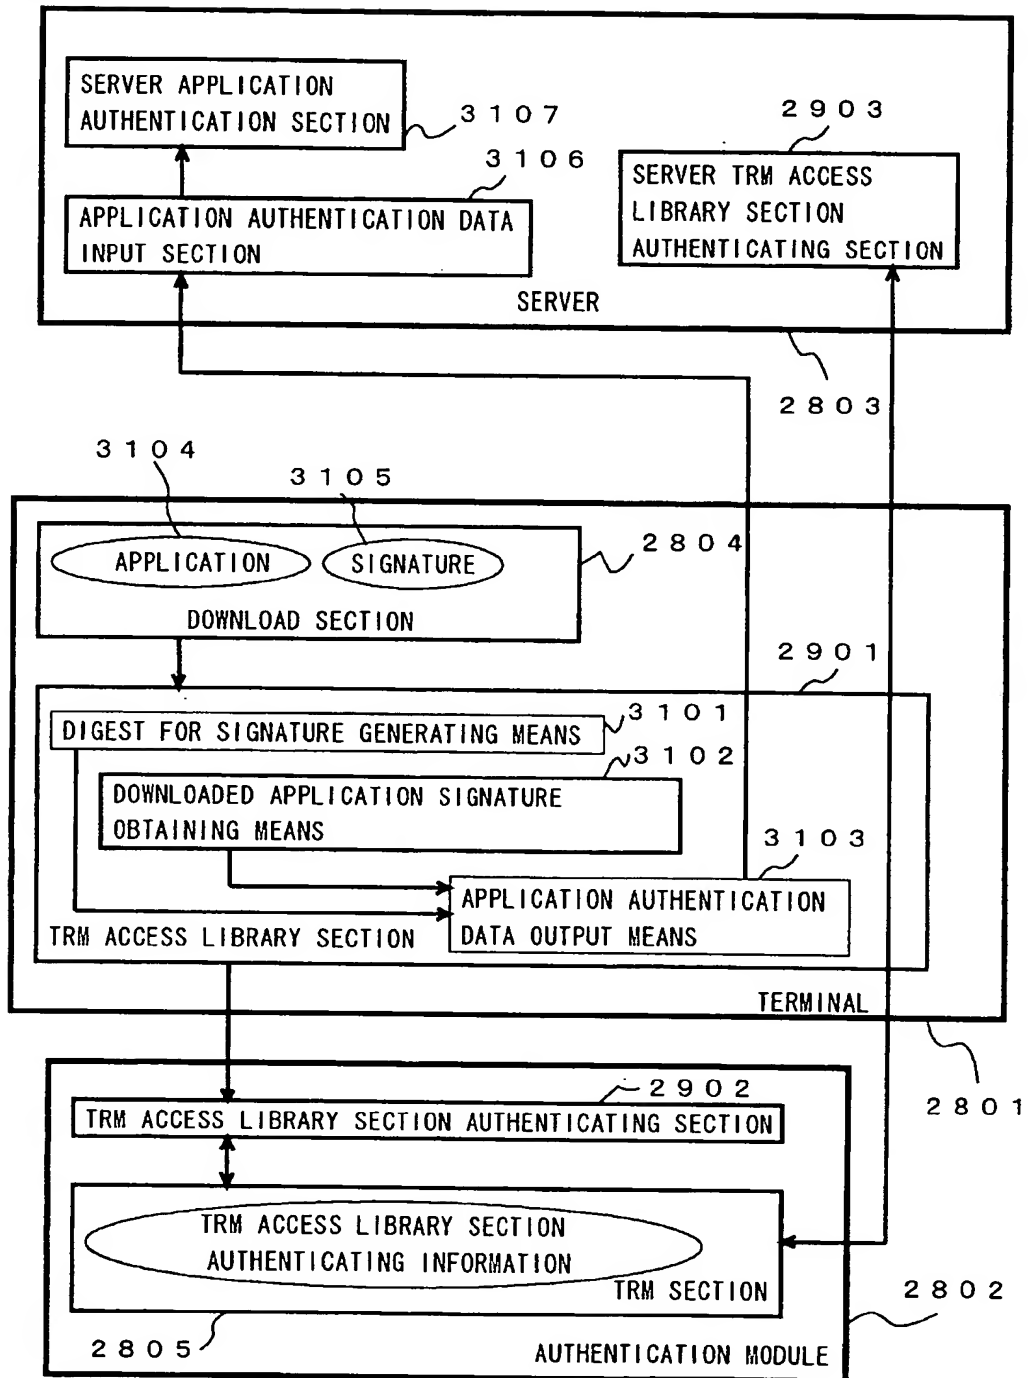 SERVER APPLICATION
AUTHENTICATION SECTION
3107
2903
3106
SERVER TRM ACCESS
LIBRARY SECTION
AUTHENTICATING SECTION
APPLICATION AUTHENTICATION DATA
INPUT SECTION
SERVER
2803
3104
3105
2804
APPLICATION
SIGNATURE
DOWNLOAD SECTION
2901
3101
DIGEST FOR SIGNATURE GENERATING MEANS
3102
DOWNLOADED APPLICATION SIGNATURE
OBTAINING MEANS
3103
APPLICATION AUTHENTICATION
DATA OUTPUT MEANS
TRM ACCESS LIBRARY SECTION
TERMINAL
2801
2902
TRM ACCESS LIBRARY SECTION AUTHENTICATING SECTION
TRM ACCESS LIBRARY SECTION
AUTHENTICATING INFORMATION
TRM SECTION
2802
2805
AUTHENTICATION MODULE